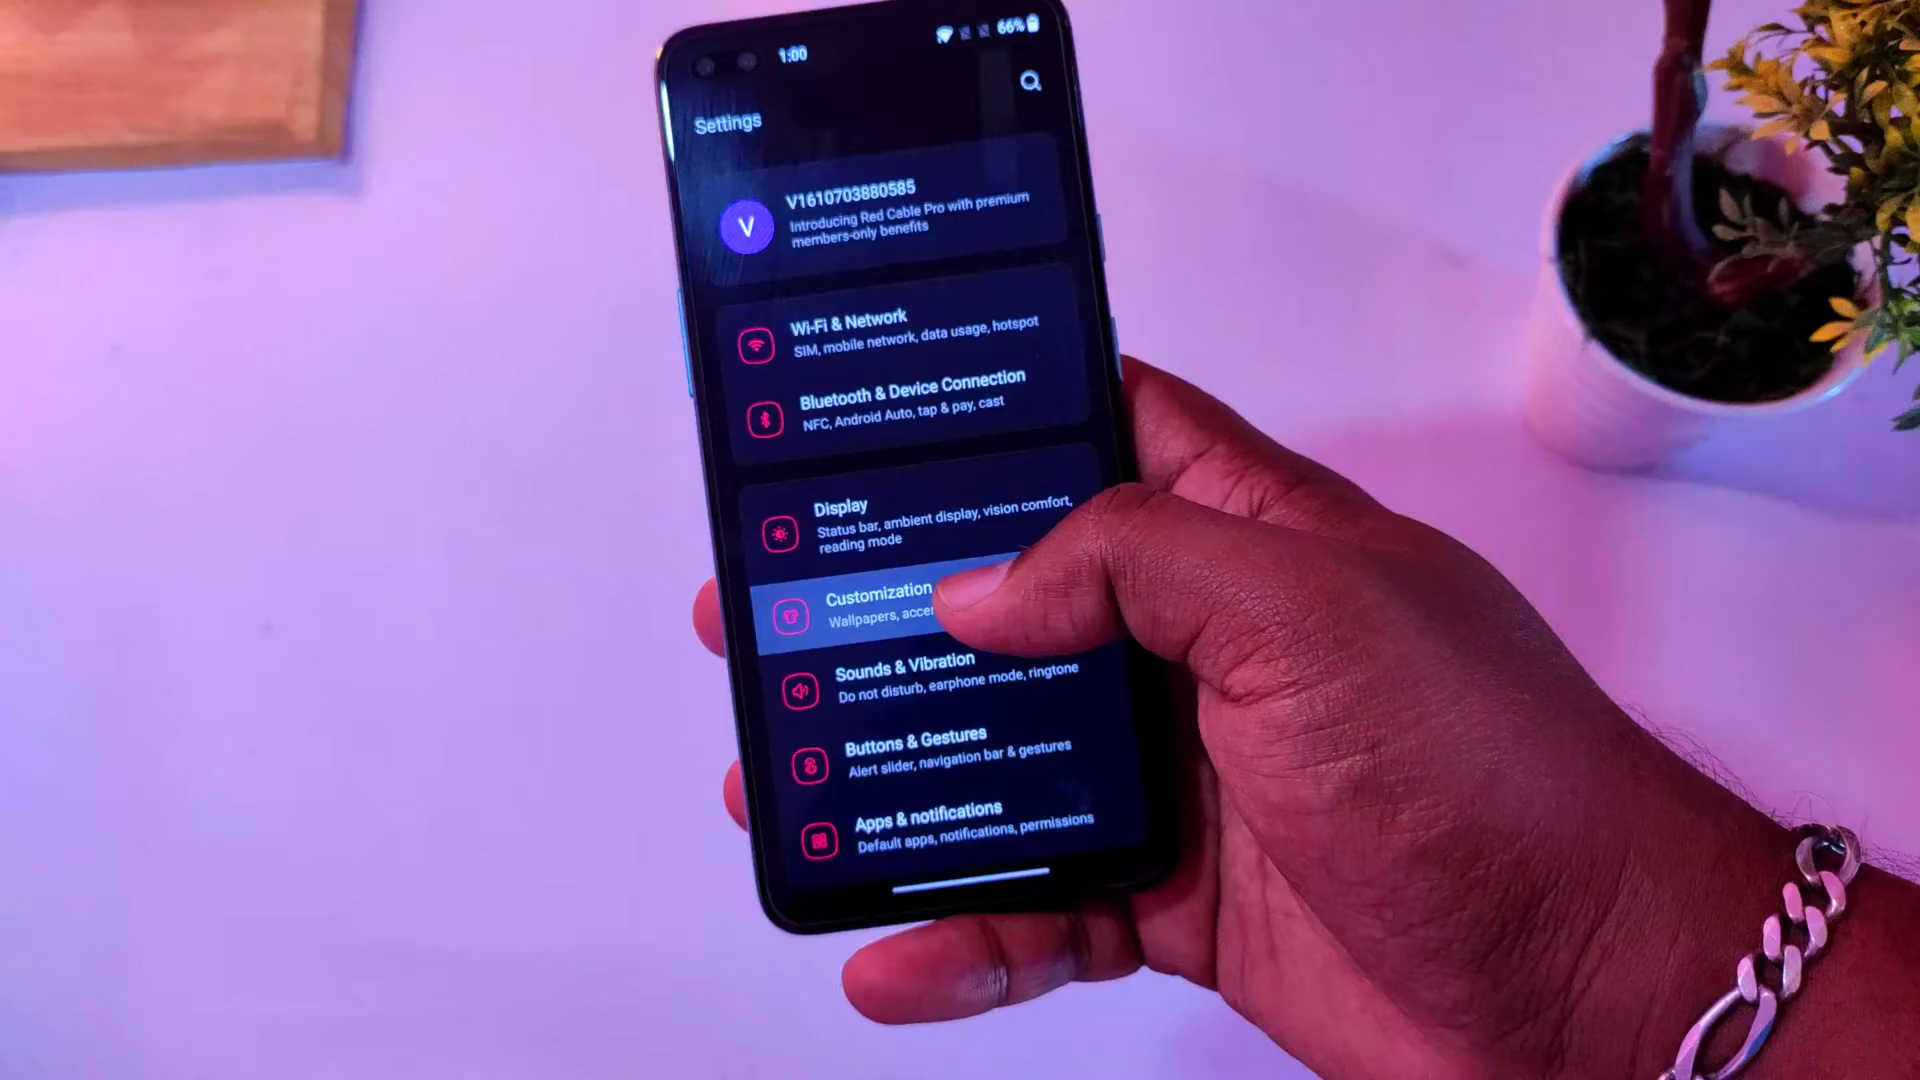 1:00
66%
Settings
V
V1610703880585
Introducing Red Cable Pro with premium
members-only benefits
Wi-Fi & Network
SIM, mobile network, data usage, hotspot
Bluetooth & Device Connection
NFC, Android Auto, tap & pay, cast
Display
Status bar, ambient display, vision comfort,
reading mode
Customization
Wallpapers,
Sounds & Vibration
Do not disturb, earphone mode, ringtone
Buttons & Gestures
Alert slider, navigation bar & gestures
Apps & notifications
Default apps, notifications, permissions